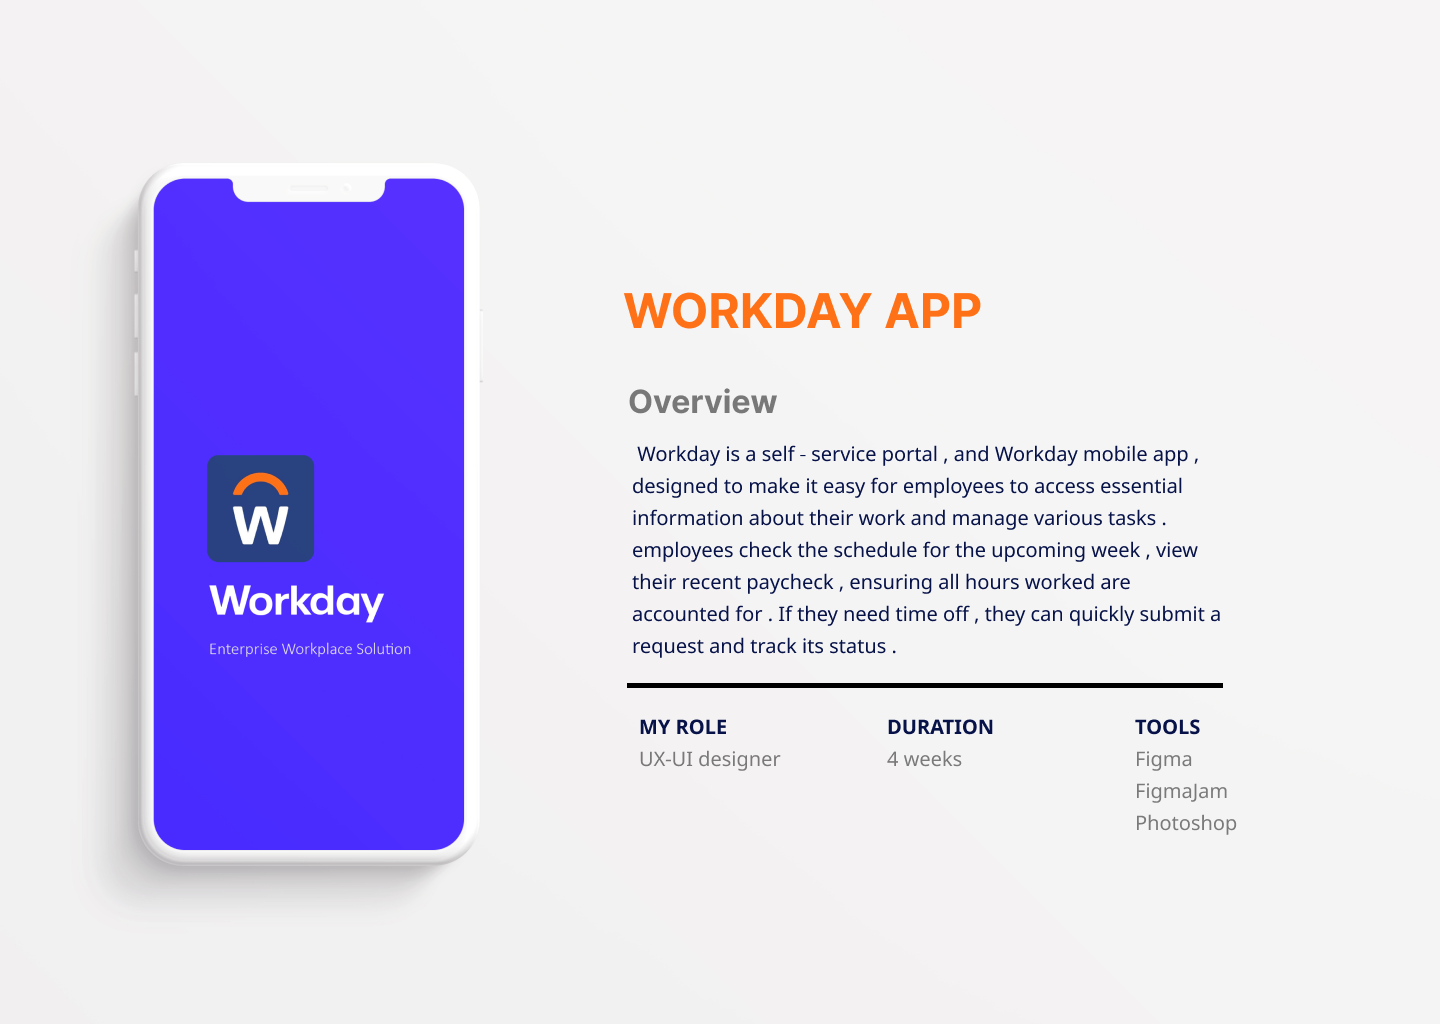 W
Workday
Enterprise Workplace Solution
WORKDAY APP
Overview
Workday is a self - service portal , and Workday mobile app ,
designed to make it easy for employees to access essential
information about their work and manage various tasks .
employees check the schedule for the upcoming week , view
their recent paycheck , ensuring all hours worked are
accounted for . If they need time off , they can quickly submit a
request and track its status .
MY ROLE
UX-UI designer
DURATION
4 weeks
TOOLS
Figma
FigmaJam
Photoshop